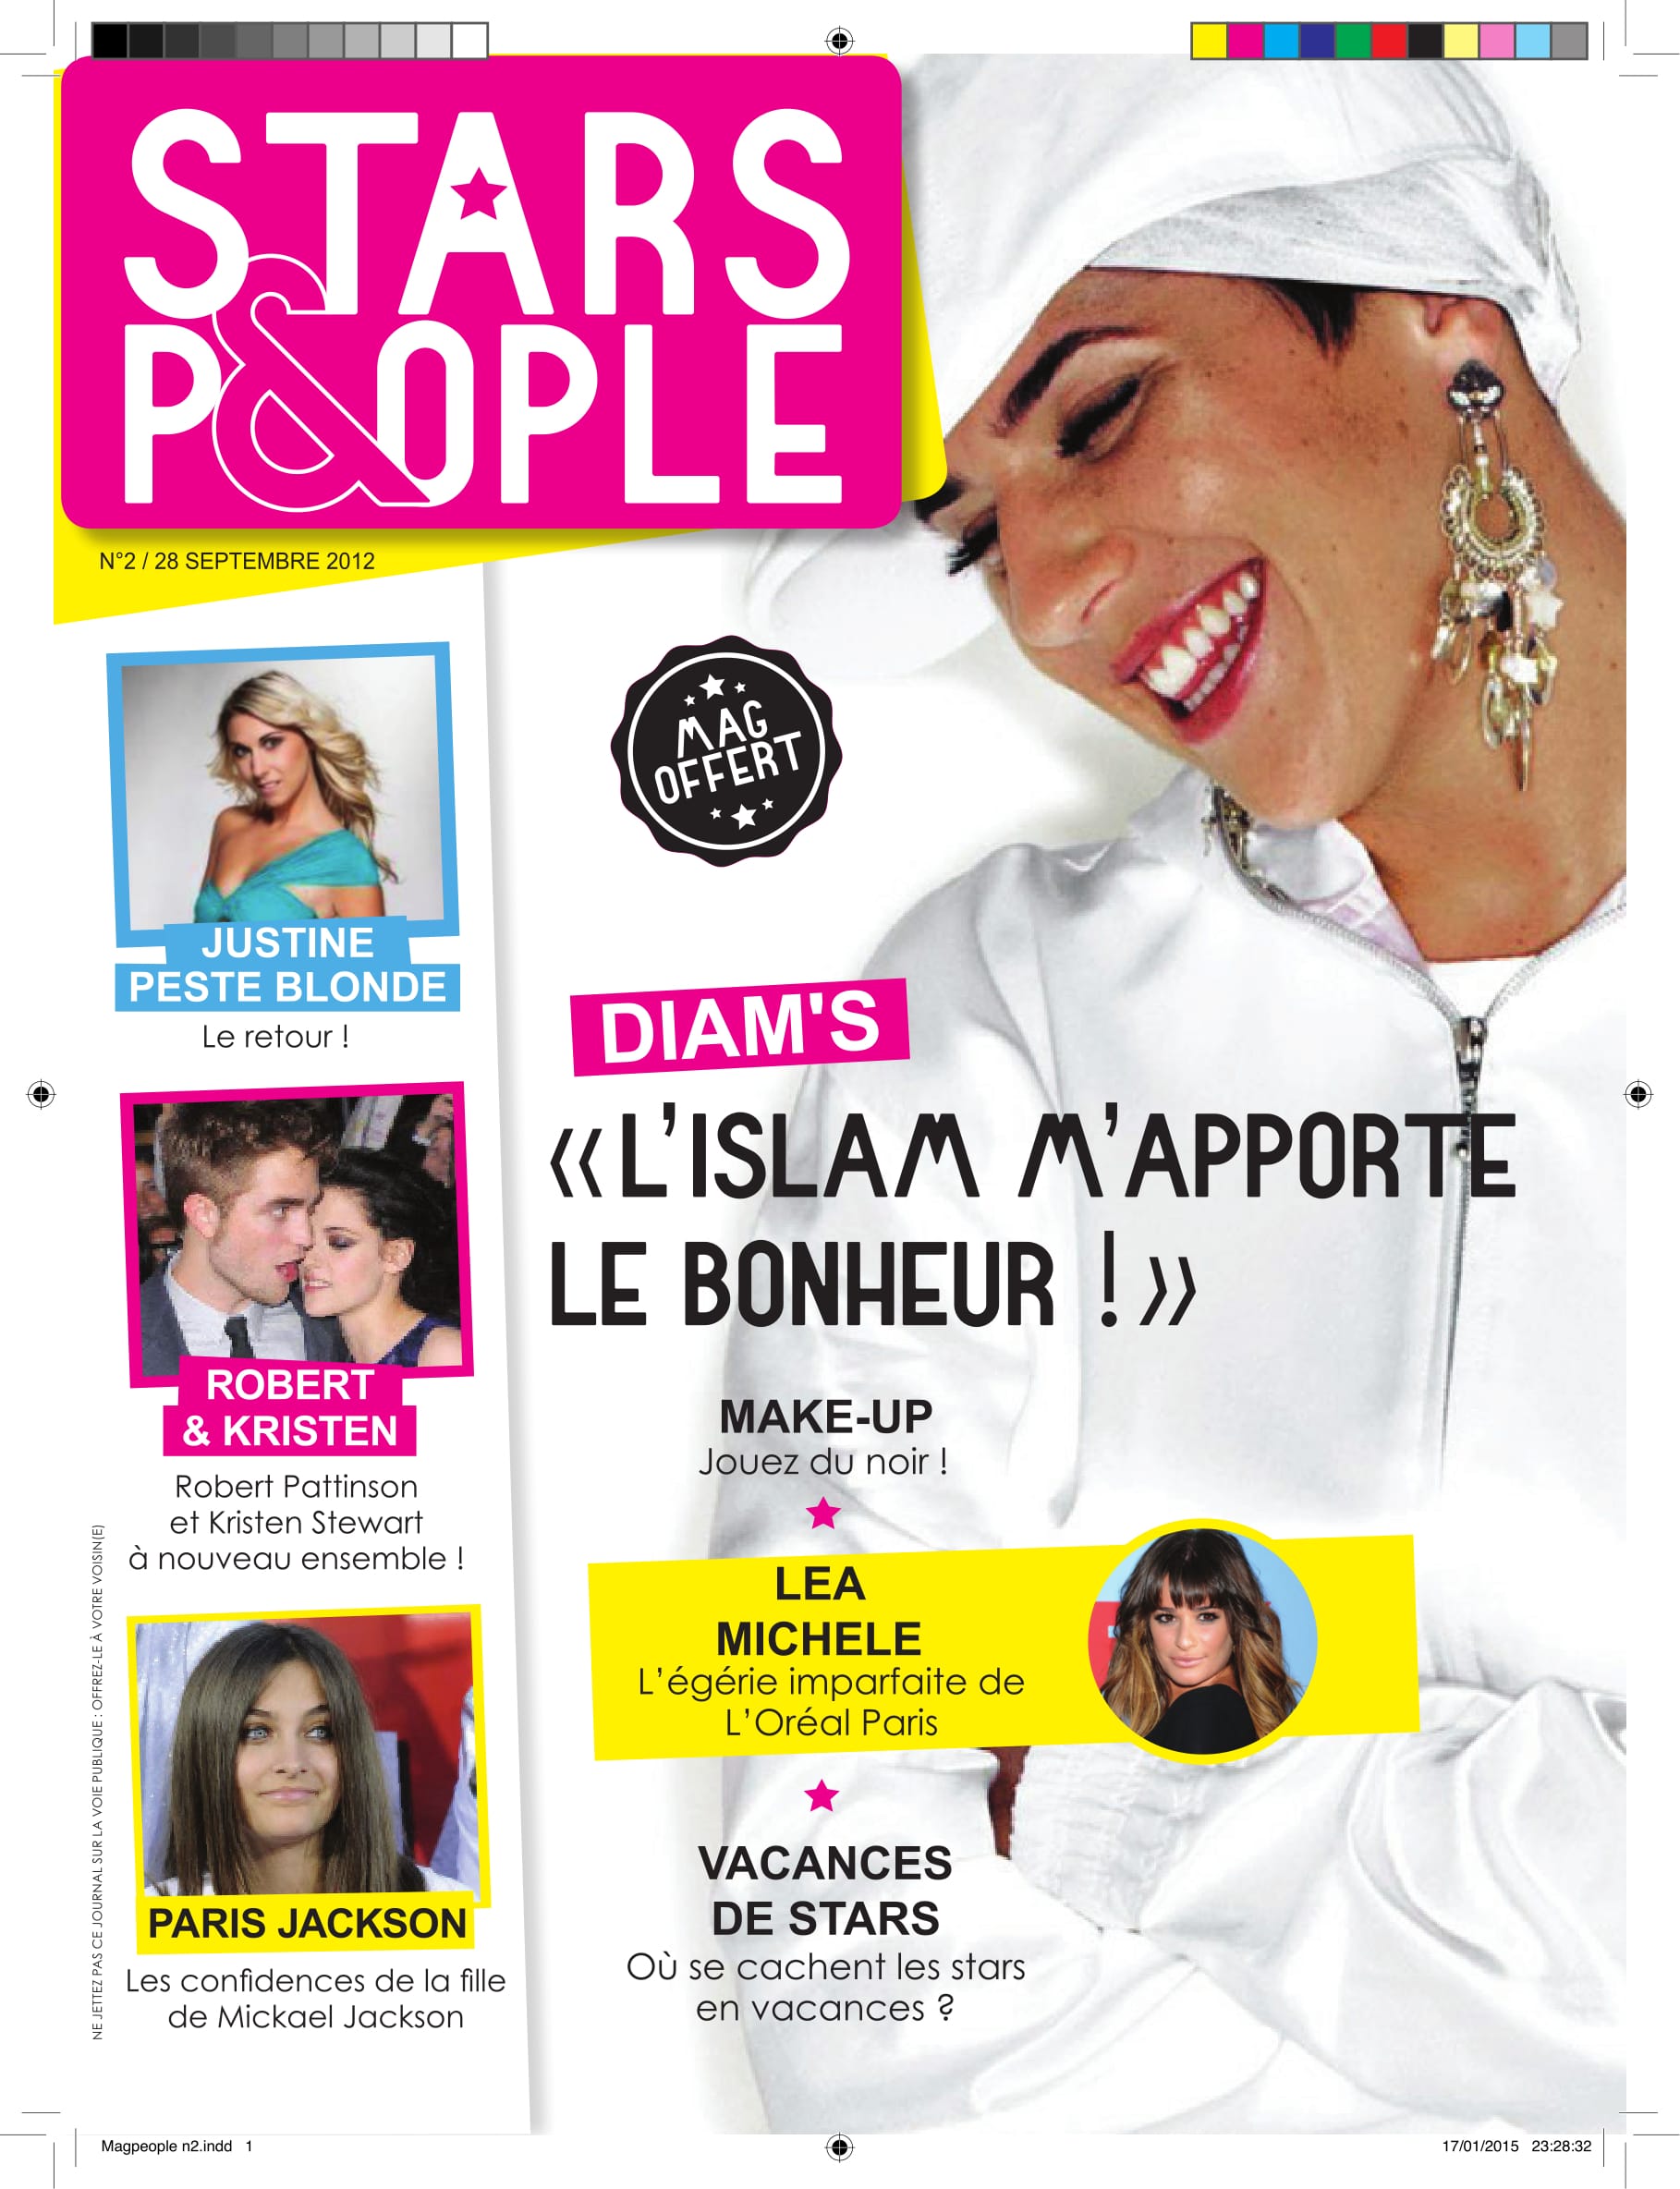 STARS
& PEOPLE
N°2 / 28 SEPTEMBRE 2012
MAG
OFFERT
JUSTINE
PESTE BLONDE
Le retour !
ROBERT
& KRISTEN
Robert Pattinson
et Kristen Stewart
à nouveau ensemble !
PARIS JACKSON
Les confidences de la fille
de Mickael Jackson
NE JETTEZ PAS CE JOURNAL SUR LA VOIE PUBLIQUE : OFFREZ-LE À VOTRE VOISIN(E)
DIAM'S
«L'ISLAM M'APPORTE
LE BONHEUR !»
MAKE-UP
Jouez du noir !
LEA
MICHELE
L'égérie imparfaite de
L'Oréal Paris
VACANCES
DE STARS
Où se cachent les stars
en vacances ?
Magpeople n2.indd 1
17/01/2015 23:28:32